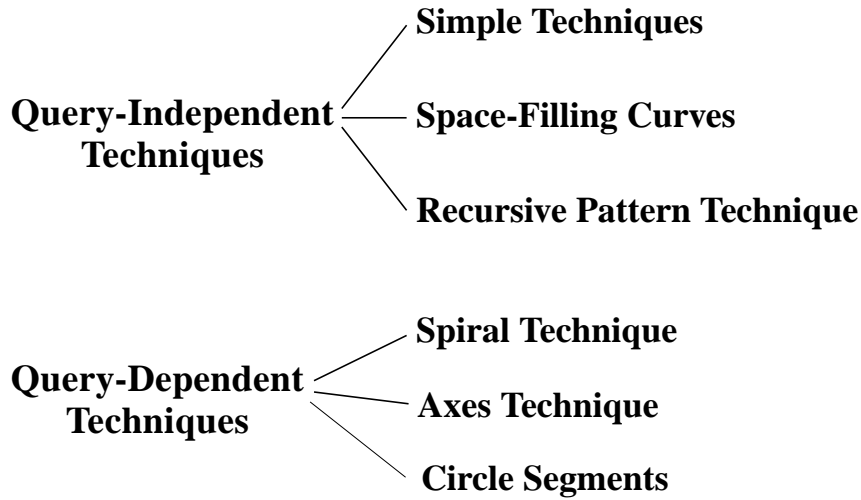 Simple Techniques
Query-Independent
Techniques
Space-Filling Curves
Recursive Pattern Technique
Spiral Technique
Query-Dependent
Techniques
Axes Technique
Circle Segments